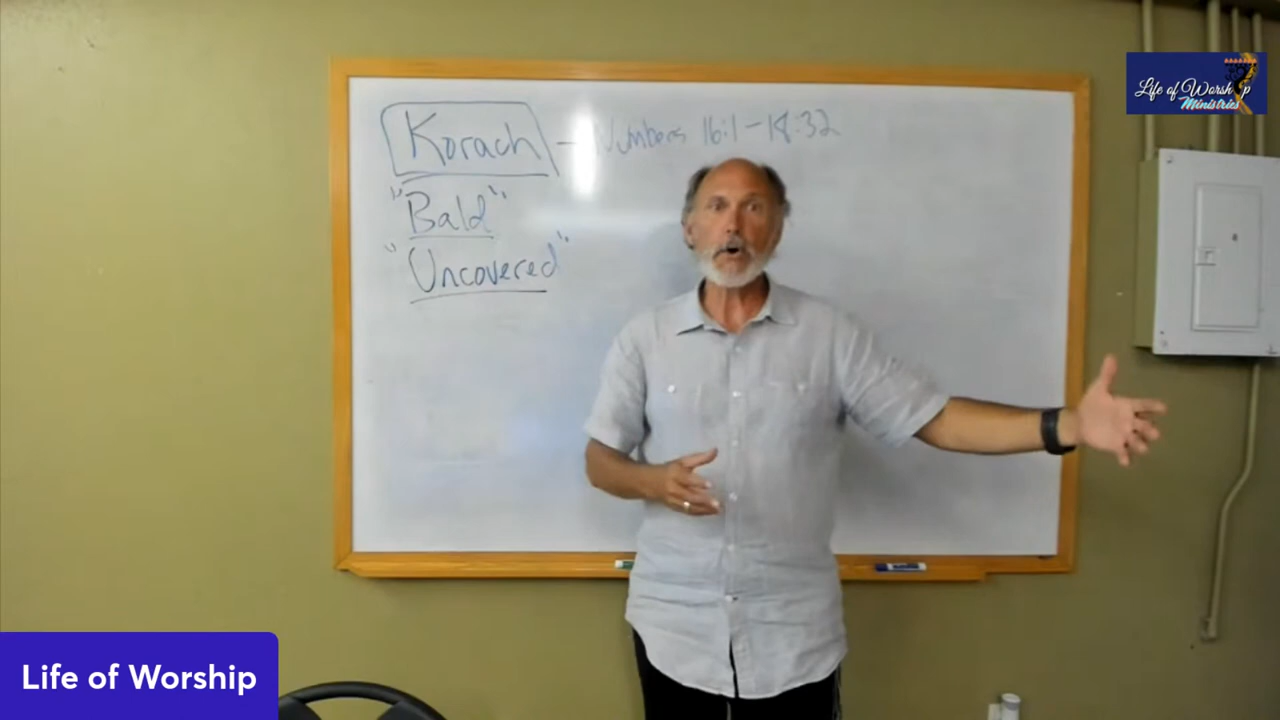 Korach - Numbers 16:1-18:32
"Bald"
"Uncovered"
Life of Worship
Ministries
Life of Worship